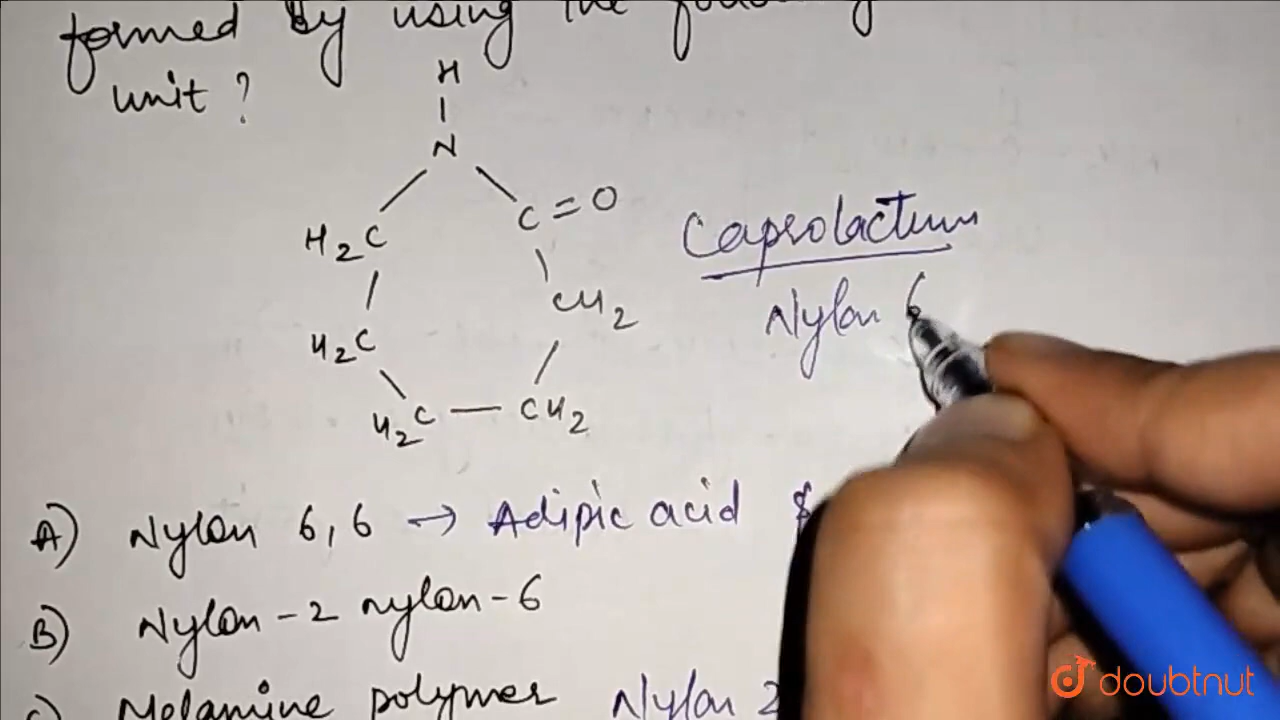 formed by using the following
unit?
H
N
C=O
H2C
CH2
H2C
H2C — CH2
Caprolactum
Nylon 6
A) Nylon 6,6 → Adipic acid
B) Nylon-2 nylon-6
C) Melamine polymer Nylon 2
doubtnut